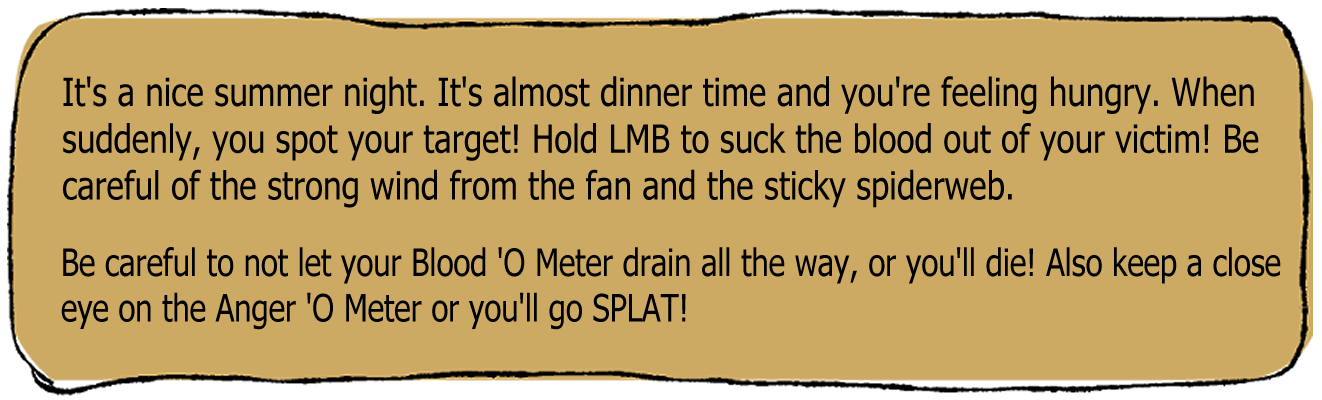 It's a nice summer night. It's almost dinner time and you're feeling hungry. When
suddenly, you spot your target! Hold LMB to suck the blood out of your victim! Be
careful of the strong wind from the fan and the sticky spiderweb.
Be careful to not let your Blood 'O Meter drain all the way, or you'll die! Also keep a close
eye on the Anger 'O Meter or you'll go SPLAT!